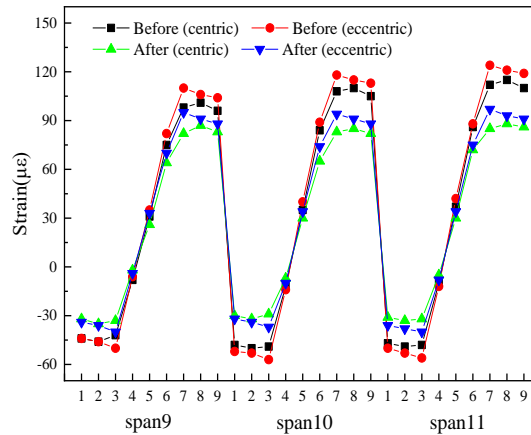 150
120
90
60
30
0
-30
-60
Strain(με)
Before (centric) Before (eccentric)
After (centric) After (eccentric)
1 2 3 4 5 6 7 8 9 1 2 3 4 5 6 7 8 9 1 2 3 4 5 6 7 8 9
span9 span10 span11